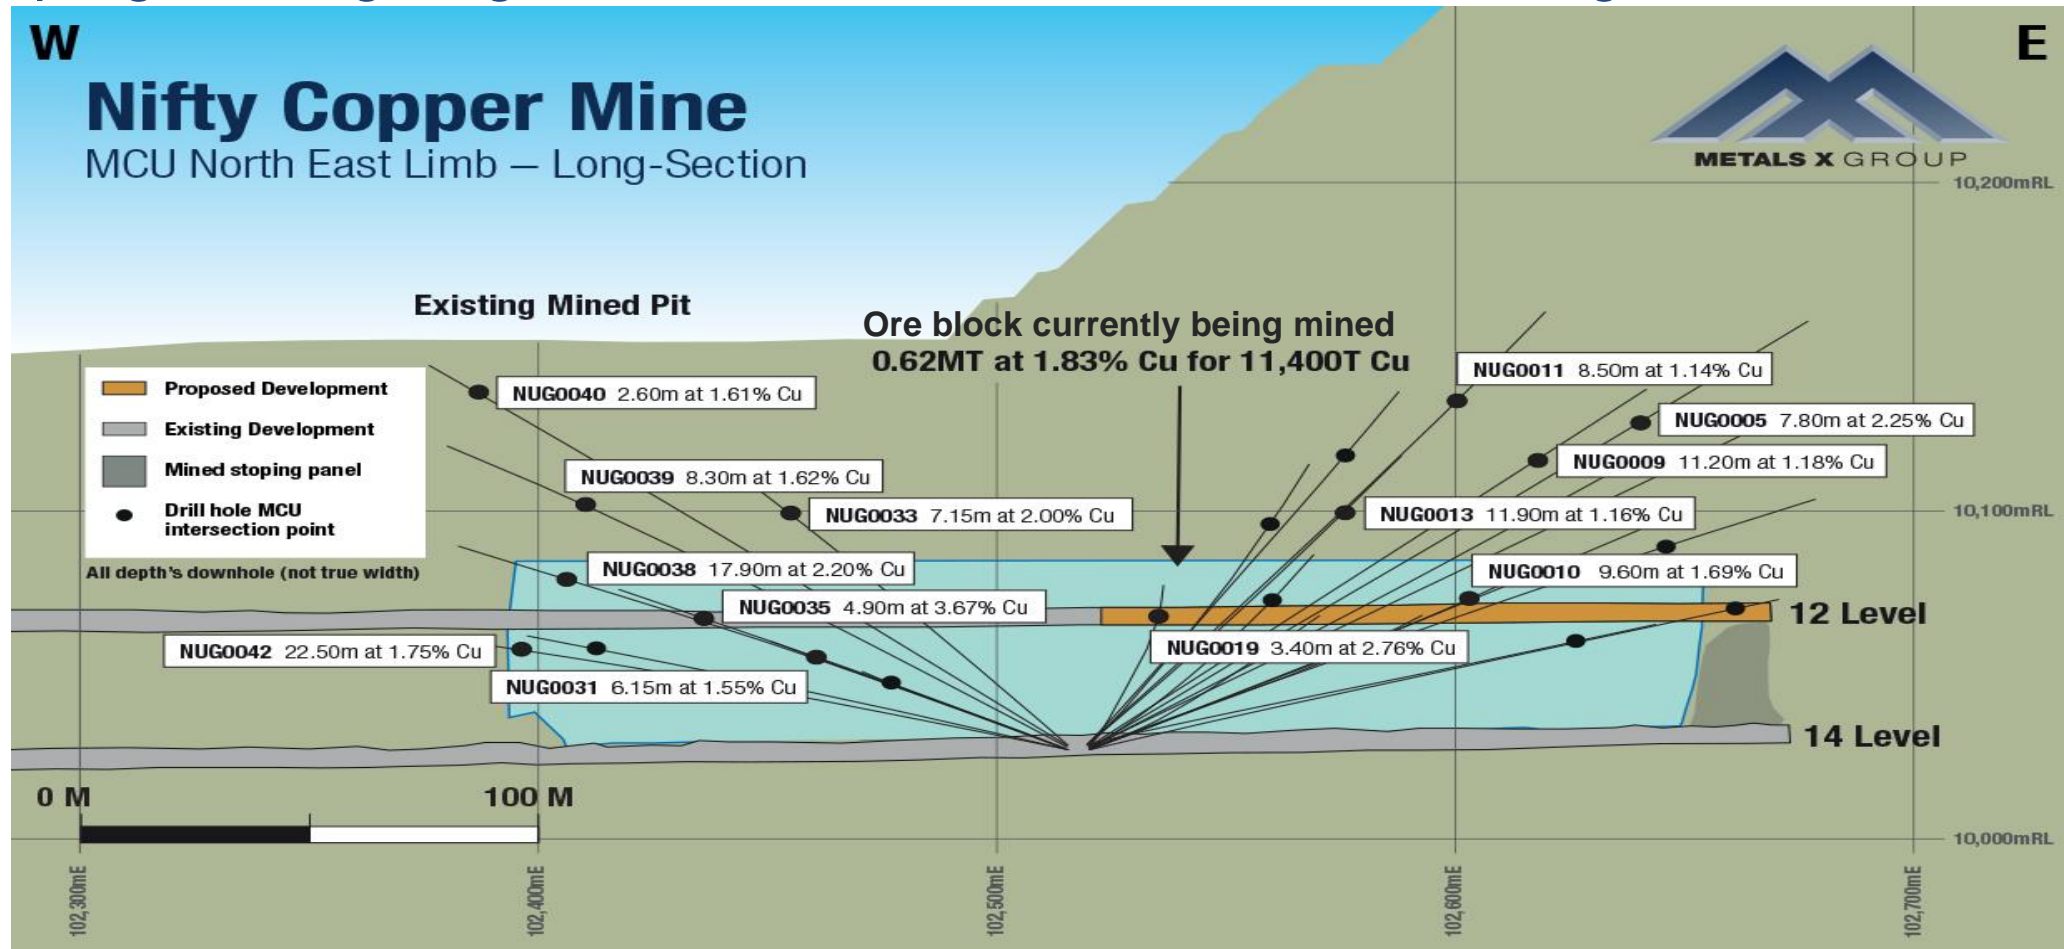 W
E
Nifty Copper Mine
MCU North East Limb – Long-Section
METALS X GROUP
10,200mRL
Existing Mined Pit
Ore block currently being mined
0.62MT at 1.83% Cu for 11,400T Cu
NUG0011 8.50m at 1.14% Cu
Proposed Development
NUG0040 2.60m at 1.61% Cu
NUG0005 7.80m at 2.25% Cu
Existing Development
NUG0009 11.20m at 1.18% Cu
Mined stoping panel
NUG0039 8.30m at 1.62% Cu
Drill hole MCU
intersection point
NUG0033 7.15m at 2.00% Cu
NUG0013 11.90m at 1.16% Cu
10,100mRL
All depth's downhole (not true width)
NUG0038 17.90m at 2.20% Cu
NUG0010 9.60m at 1.69% Cu
NUG0035 4.90m at 3.67% Cu
12 Level
NUG0042 22.50m at 1.75% Cu
NUG0019 3.40m at 2.76% Cu
NUG0031 6.15m at 1.55% Cu
14 Level
0 M
100 M
10,000mRL
102,300mE
102,400mE
102,500mE
102,600mE
102,700mE